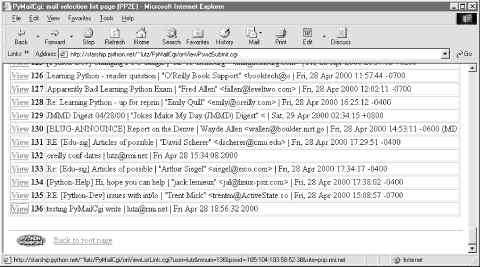 PyMailCgi: mail selection list page (PP2E) - Microsoft Internet Explorer
File Edit View Favorites Tools Help
Back Forward Stop Refresh Home Search Favorites History Mail Print Edit Discuss
Links Address http://starship.python.net/~lutz/PyMailCgi/onViewPswdSubmit.cgi Go
View 126 Learning Python - reader question | "O'Reilly Book Support" <booktech@o | Fri, 28 Apr 2000 11:57:44 -0700
View 127 Apparently Bad Learning Python Exam | "Fred Allen" <fallen@leveltwo.com> | Fri, 28 Apr 2000 12:02:11 -0700
View 128 Re: Learning Python - up for reprin | "Emily Quill" <emily@oreilly.com> | Fri, 28 Apr 2000 16:25:12 -0400
View 129 JMMD Digest 04/28/00 | "Jokes Make My Day (JMMD) Digest" < | Sat, 29 Apr 2000 02:34:15 +0800
View 130 [BLUG-ANNOUNCE] Report on the Denve | Wayde Allen <wallen@boulder.nist.go | Fri, 28 Apr 2000 14:53:11 -0600 (MD
View 131 RE: [Edu-sig] Articles of possible | "David Scherer" <dscherer@cmu.edu> | Fri, 28 Apr 2000 17:29:51 -0400
View 132 oreilly conf dates | lutz@rmi.net | Fri Apr 28 15:34:08 2000
View 133 Re: [Edu-sig] Articles of possible | "Arthur Siegel" <siegel@eico.com> | Fri, 28 Apr 2000 17:34:17 -0400
View 134 [Python-Help] Hi, hope you can help | "jack lemieux" <jal@linux-pxr.com> | Fri, 28 Apr 2000 17:38:02 -0400
View 135 RE: [Python-Dev] issues with int/lo | "Trent Mick" <trentm@ActiveState.co | Fri, 28 Apr 2000 15:08:57 -0700
View 136 testing PyMailCgi write | lutz@rmi.net | Fri Apr 28 18:56:32 2000
Back to root page
http://starship.python.net/~lutz/PyMailCgi/onViewListLink.cgi?user=lutz&mnum=136&pswd=105-104-103-58-52-38&site=pop.rmi.net Internet